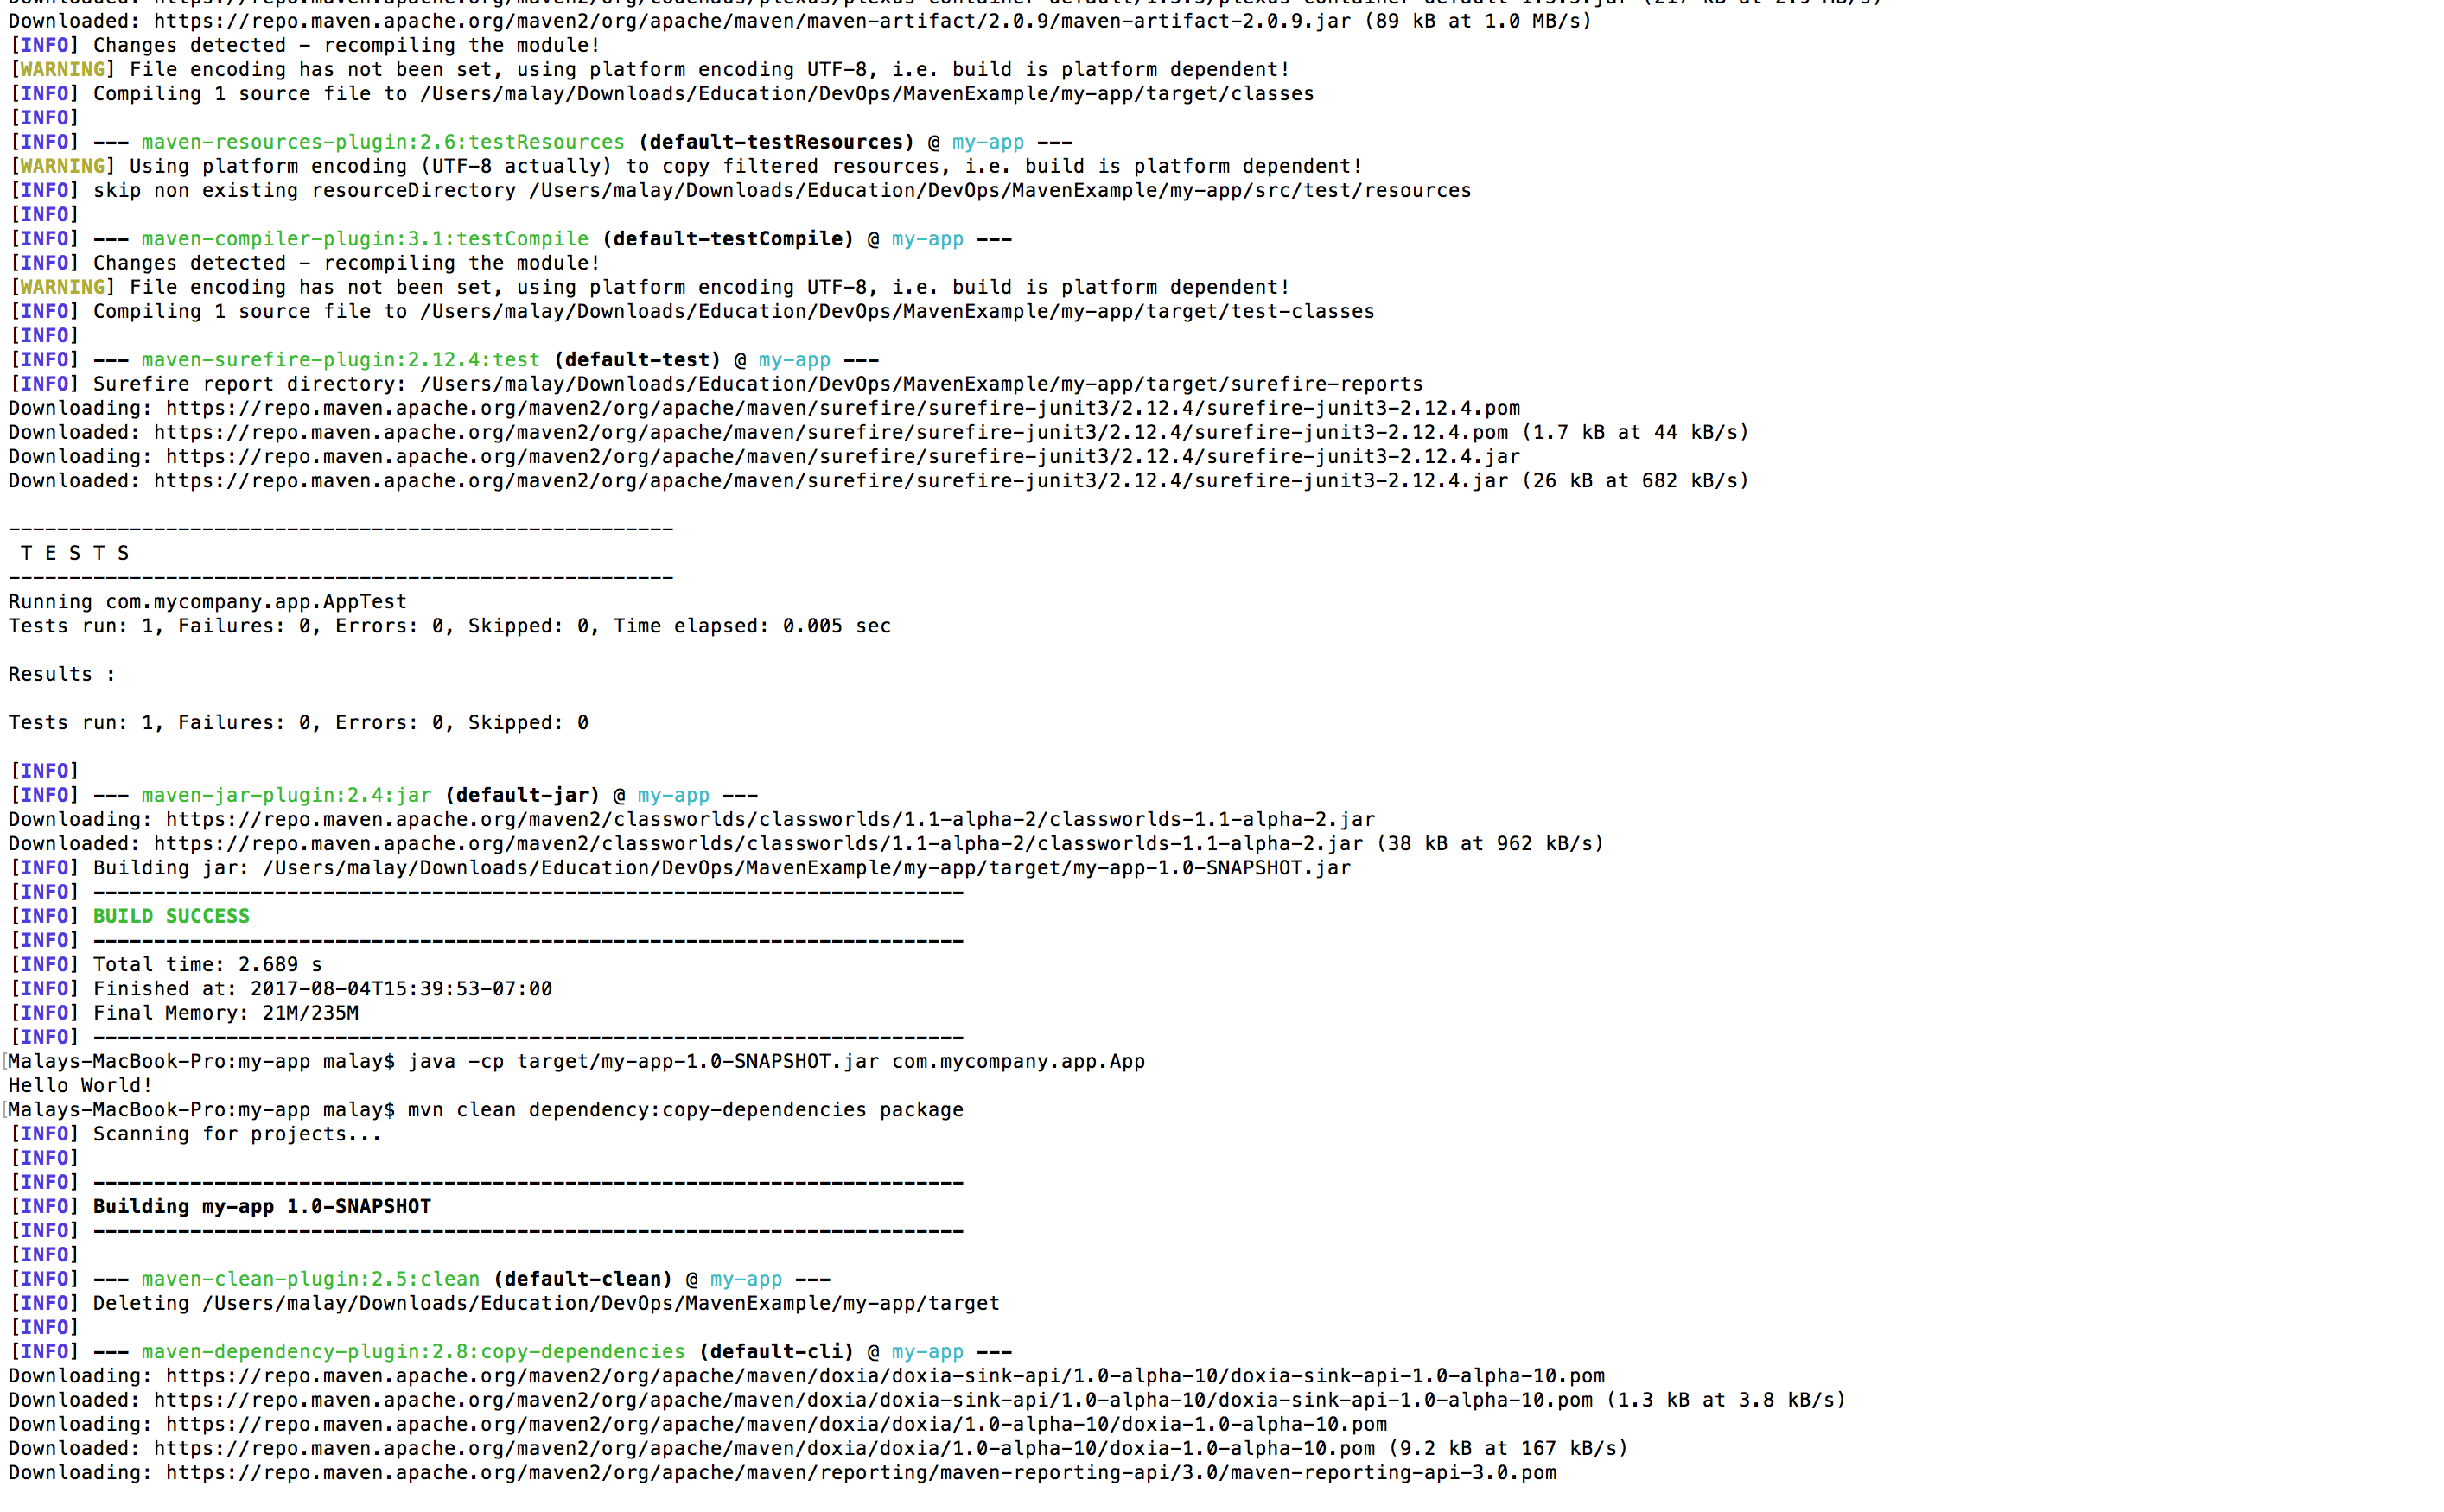 Downloaded: https://repo.maven.apache.org/maven2/org/codehaus/plexus/plexus-container-default/1.5.5/plexus-container-default-1.5.5.jar (217 kB at 2.9 MB/s)
Downloaded: https://repo.maven.apache.org/maven2/org/apache/maven/maven-artifact/2.0.9/maven-artifact-2.0.9.jar (89 kB at 1.0 MB/s)
[INFO] Changes detected - recompiling the module!
[WARNING] File encoding has not been set, using platform encoding UTF-8, i.e. build is platform dependent!
[INFO] Compiling 1 source file to /Users/malay/Downloads/Education/DevOps/MavenExample/my-app/target/classes
[INFO]
[INFO] --- maven-resources-plugin:2.6:testResources (default-testResources) @ my-app ---
[WARNING] Using platform encoding (UTF-8 actually) to copy filtered resources, i.e. build is platform dependent!
[INFO] skip non existing resourceDirectory /Users/malay/Downloads/Education/DevOps/MavenExample/my-app/src/test/resources
[INFO]
[INFO] --- maven-compiler-plugin:3.1:testCompile (default-testCompile) @ my-app ---
[INFO] Changes detected - recompiling the module!
[WARNING] File encoding has not been set, using platform encoding UTF-8, i.e. build is platform dependent!
[INFO] Compiling 1 source file to /Users/malay/Downloads/Education/DevOps/MavenExample/my-app/target/test-classes
[INFO]
[INFO] --- maven-surefire-plugin:2.12.4:test (default-test) @ my-app ---
[INFO] Surefire report directory: /Users/malay/Downloads/Education/DevOps/MavenExample/my-app/target/surefire-reports
Downloading: https://repo.maven.apache.org/maven2/org/apache/maven/surefire/surefire-junit3/2.12.4/surefire-junit3-2.12.4.pom
Downloaded: https://repo.maven.apache.org/maven2/org/apache/maven/surefire/surefire-junit3/2.12.4/surefire-junit3-2.12.4.pom (1.7 kB at 44 kB/s)
Downloading: https://repo.maven.apache.org/maven2/org/apache/maven/surefire/surefire-junit3/2.12.4/surefire-junit3-2.12.4.jar
Downloaded: https://repo.maven.apache.org/maven2/org/apache/maven/surefire/surefire-junit3/2.12.4/surefire-junit3-2.12.4.jar (26 kB at 682 kB/s)
-------------------------------------------------------
T E S T S
-------------------------------------------------------
Running com.mycompany.app.AppTest
Tests run: 1, Failures: 0, Errors: 0, Skipped: 0, Time elapsed: 0.005 sec
Results :
Tests run: 1, Failures: 0, Errors: 0, Skipped: 0
[INFO]
[INFO] --- maven-jar-plugin:2.4:jar (default-jar) @ my-app ---
Downloading: https://repo.maven.apache.org/maven2/classworlds/classworlds/1.1-alpha-2/classworlds-1.1-alpha-2.jar
Downloaded: https://repo.maven.apache.org/maven2/classworlds/classworlds/1.1-alpha-2/classworlds-1.1-alpha-2.jar (38 kB at 962 kB/s)
[INFO] Building jar: /Users/malay/Downloads/Education/DevOps/MavenExample/my-app/target/my-app-1.0-SNAPSHOT.jar
[INFO] ------------------------------------------------------------------------
[INFO] BUILD SUCCESS
[INFO] ------------------------------------------------------------------------
[INFO] Total time: 2.689 s
[INFO] Finished at: 2017-08-04T15:39:53-07:00
[INFO] Final Memory: 21M/235M
[INFO] ------------------------------------------------------------------------
[Malays-MacBook-Pro:my-app malay$ java -cp target/my-app-1.0-SNAPSHOT.jar com.mycompany.app.App
Hello World!
[Malays-MacBook-Pro:my-app malay$ mvn clean dependency:copy-dependencies package
[INFO] Scanning for projects...
[INFO]
[INFO] ------------------------------------------------------------------------
[INFO] Building my-app 1.0-SNAPSHOT
[INFO] ------------------------------------------------------------------------
[INFO]
[INFO] --- maven-clean-plugin:2.5:clean (default-clean) @ my-app ---
[INFO] Deleting /Users/malay/Downloads/Education/DevOps/MavenExample/my-app/target
[INFO]
[INFO] --- maven-dependency-plugin:2.8:copy-dependencies (default-cli) @ my-app ---
Downloading: https://repo.maven.apache.org/maven2/org/apache/maven/doxia/doxia-sink-api/1.0-alpha-10/doxia-sink-api-1.0-alpha-10.pom
Downloaded: https://repo.maven.apache.org/maven2/org/apache/maven/doxia/doxia-sink-api/1.0-alpha-10/doxia-sink-api-1.0-alpha-10.pom (1.3 kB at 3.8 kB/s)
Downloading: https://repo.maven.apache.org/maven2/org/apache/maven/doxia/doxia/1.0-alpha-10/doxia-1.0-alpha-10.pom
Downloaded: https://repo.maven.apache.org/maven2/org/apache/maven/doxia/doxia/1.0-alpha-10/doxia-1.0-alpha-10.pom (9.2 kB at 167 kB/s)
Downloading: https://repo.maven.apache.org/maven2/org/apache/maven/reporting/maven-reporting-api/3.0/maven-reporting-api-3.0.pom